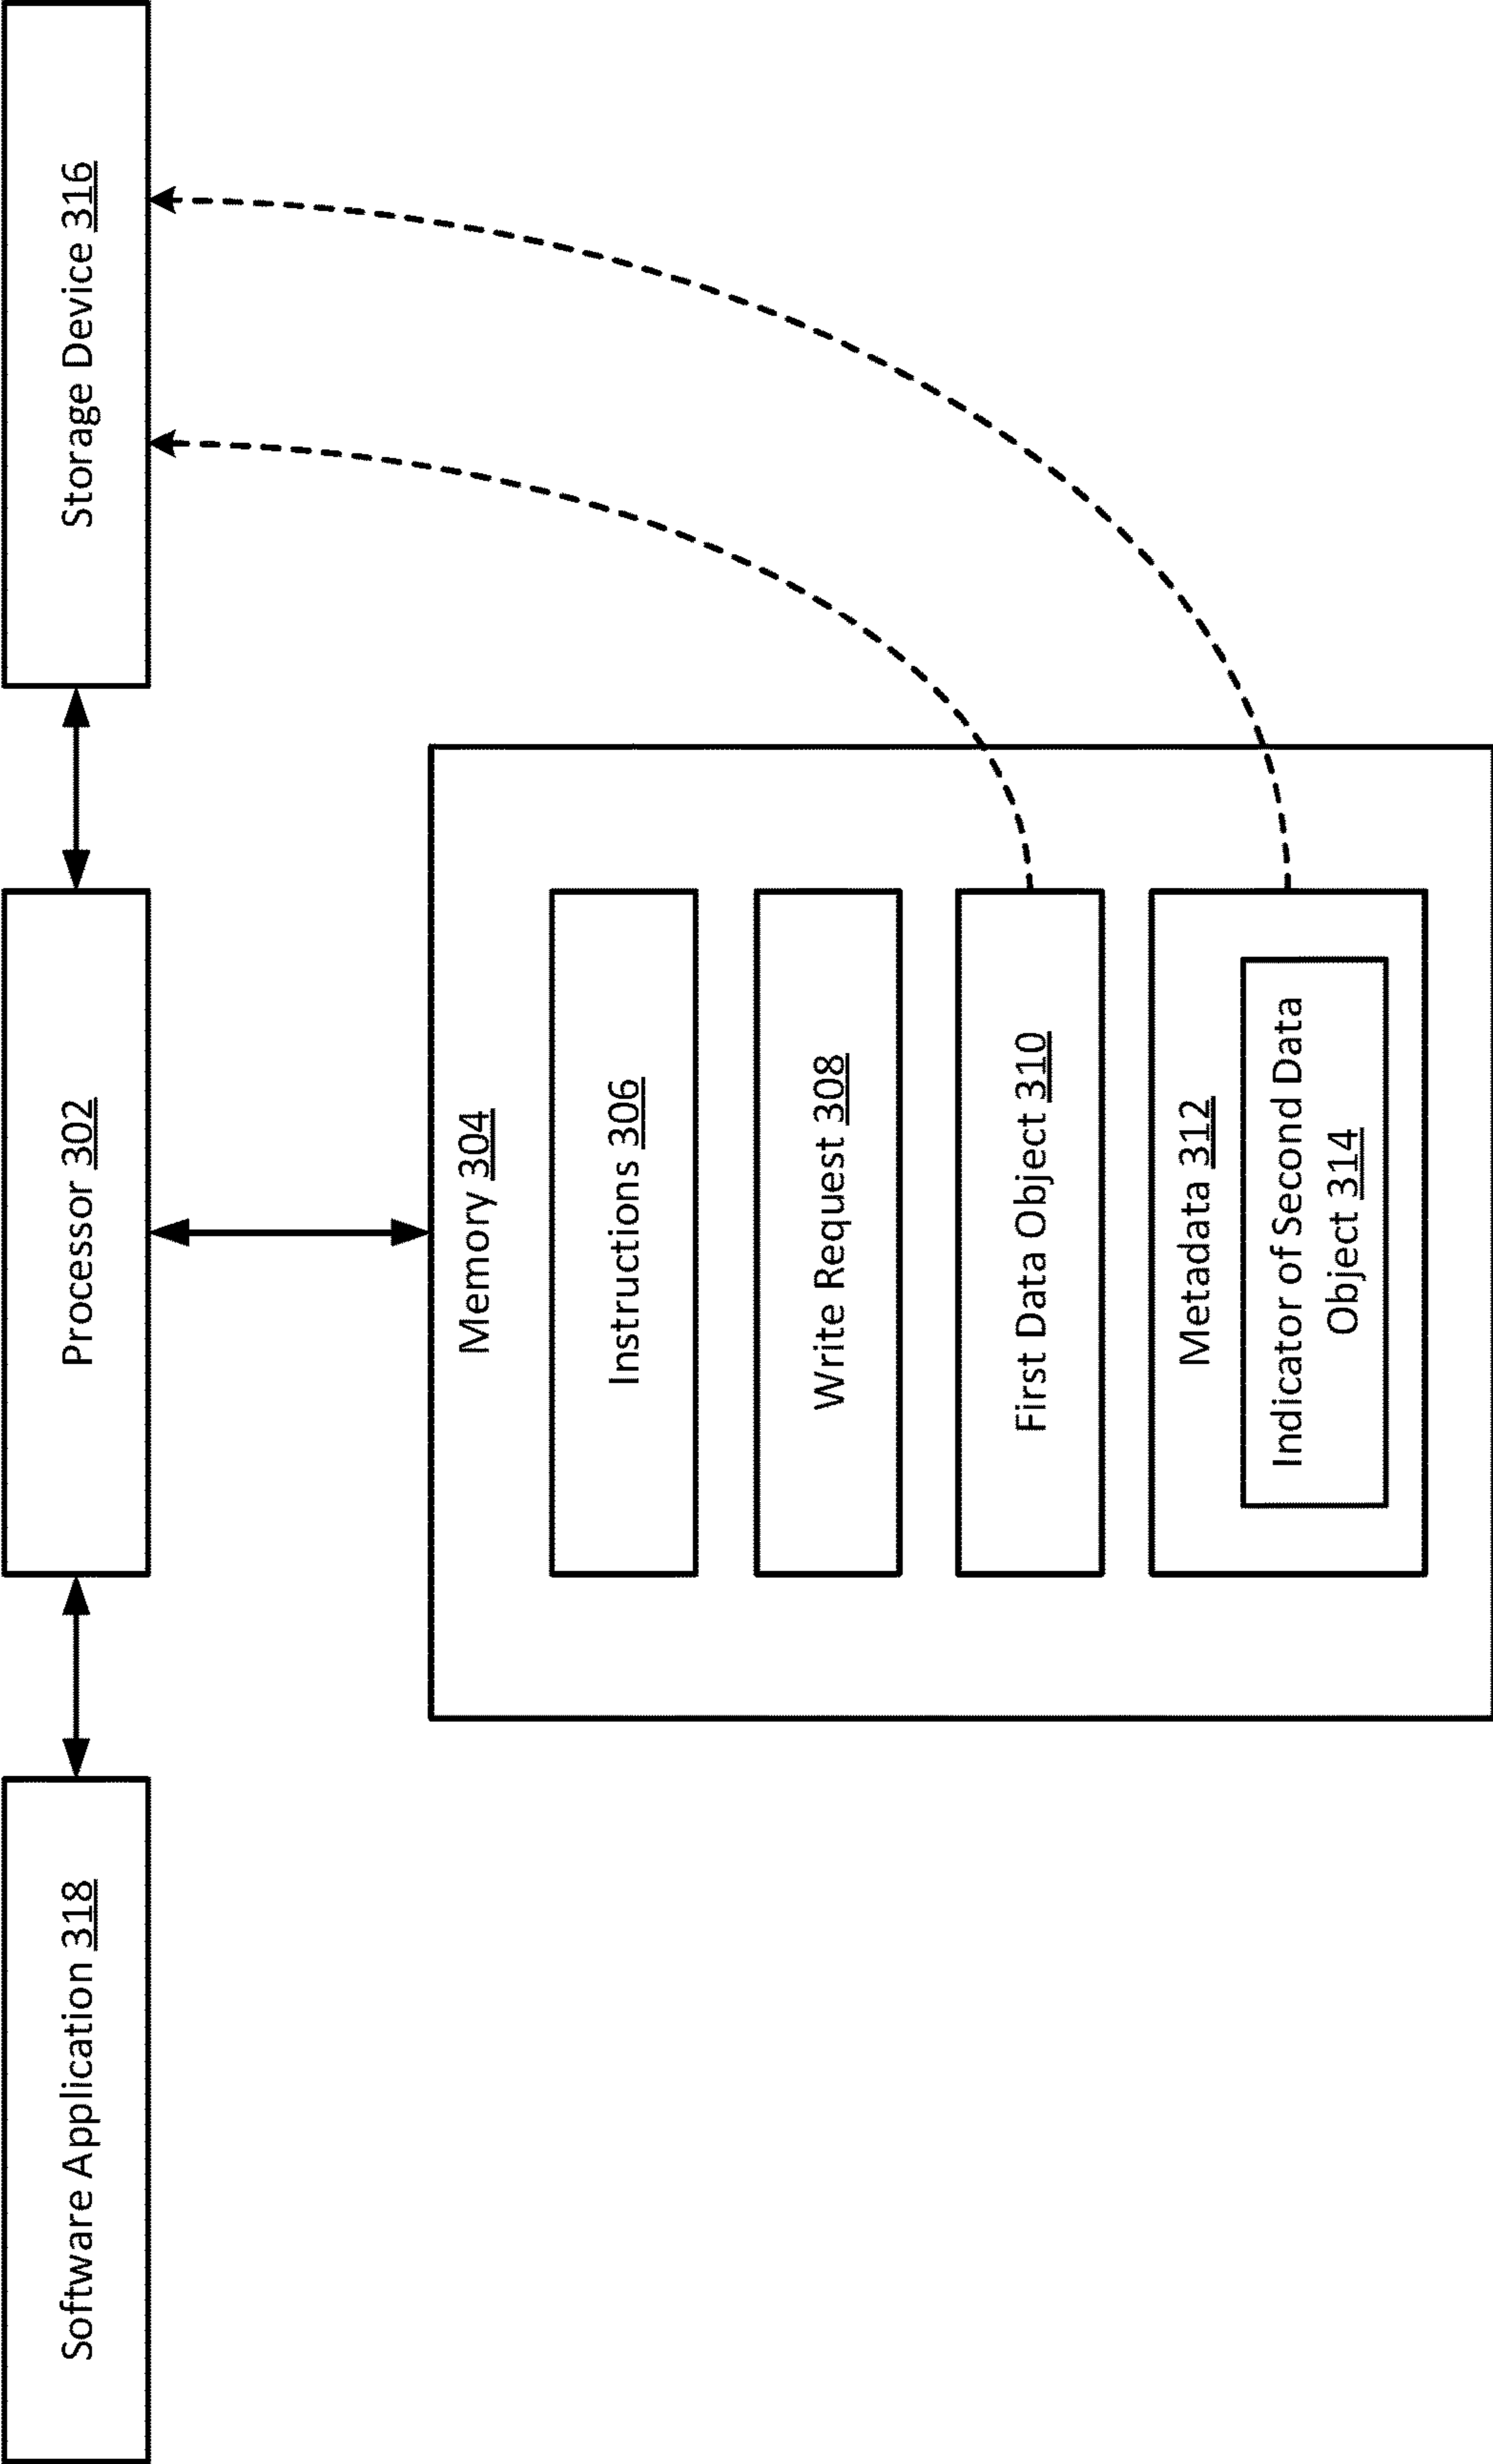 Software Application 318
Processor 302
Storage Device 316
Memory 304
Instructions 306
Write Request 308
First Data Object 310
Metadata 312
Indicator of Second Data
Object 314